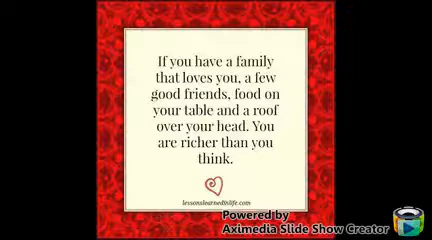 If you have a family
that loves you, a few
good friends, food on
your table and a roof
over your head. You
are richer than you
think.
lessonslearnedinlife.com
Powered by
Aximedia Slide Show Creator